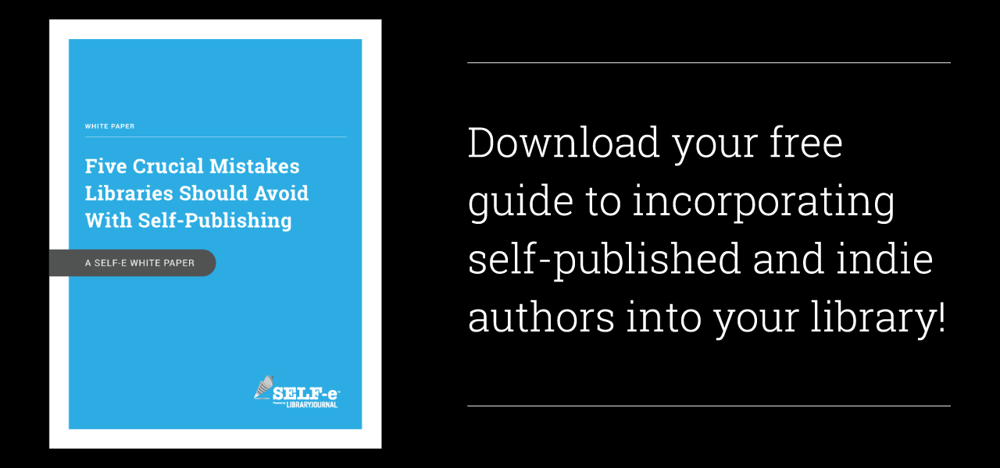 WHITE PAPER
Five Crucial Mistakes
Libraries Should Avoid
With Self-Publishing
A SELF-E WHITE PAPER
SELF-e™
Powered by LIBRARYJOURNAL
Download your free
guide to incorporating
self-published and indie
authors into your library!